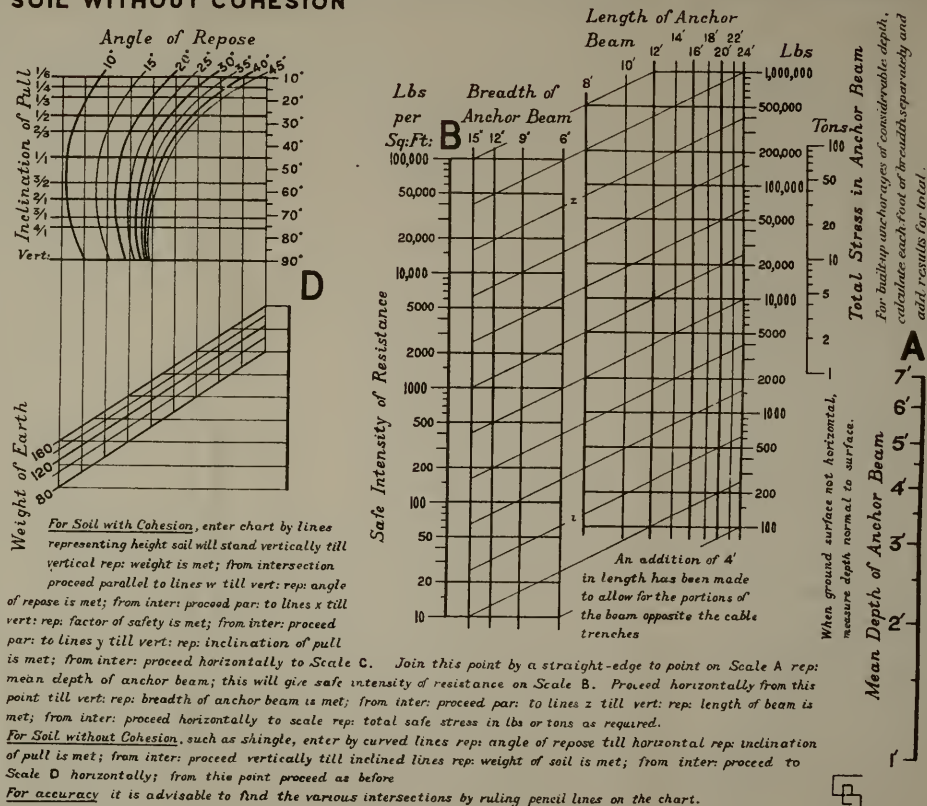 SOIL WITHOUT COHESION
Angle of Repose
10° 15° 20° 25° 30° 35° 40° 45°
Inclination of Pull
1/6
1/4
1/3
1/2
2/3
1/1
3/2
2/1
3/1
4/1
Vert:
10°
20°
30°
40°
50°
60°
70°
80°
90°
D
Weight of Earth
160
120
80
Lbs
per
Sq:Ft:
B
Breadth of
Anchor Beam
15" 12" 9" 6"
Safe Intensity of Resistance
100,000
50,000
20,000
10,000
5000
2000
1000
500
200
100
50
20
10
z
z
Length of Anchor
Beam
8' 10' 12' 14' 16' 18' 20' 22' 24'
Lbs
1,000,000
500,000
200,000
100,000
50,000
20,000
10,000
5000
2000
1000
500
200
100
Tons
100
50
20
10
5
2
1
Total Stress in Anchor Beam
For built up anchorages of considerable depth,
calculate each foot of breadth separately and
add results for total.
A
7'
6'
5'
4'
3'
2'
1'
Mean Depth of Anchor Beam
When ground surface not horizontal,
measure depth normal to surface.
An addition of 4'
in length has been made
to allow for the portions of
the beam opposite the cable
trenches
For Soil with Cohesion, enter chart by lines
representing height soil will stand vertically till
vertical rep: weight is met; from intersection
proceed parallel to lines w till vert: rep: angle
of repose is met; from inter: proceed par: to lines x till
vert: rep: factor of safety is met; from inter: proceed
par: to lines y till vert: rep: inclination of pull
is met; from inter: proceed horizontally to Scale C. Join this point by a straight-edge to point on Scale A rep:
mean depth of anchor beam; this will give safe intensity of resistance on Scale B. Proceed horizontally from this
point till vert: rep: breadth of anchor beam is met; from inter: proceed par: to lines z till vert: rep: length of beam is
met; from inter: proceed horizontally to scale rep: total safe stress in lbs or tons as required.
For Soil without Cohesion, such as shingle, enter by curved lines rep: angle of repose till horizontal rep: inclination
of pull is met; from inter: proceed vertically till inclined lines rep: weight of soil is met; from inter: proceed to
Scale D horizontally; from this point proceed as before
For accuracy it is advisable to find the various intersections by ruling pencil lines on the chart.